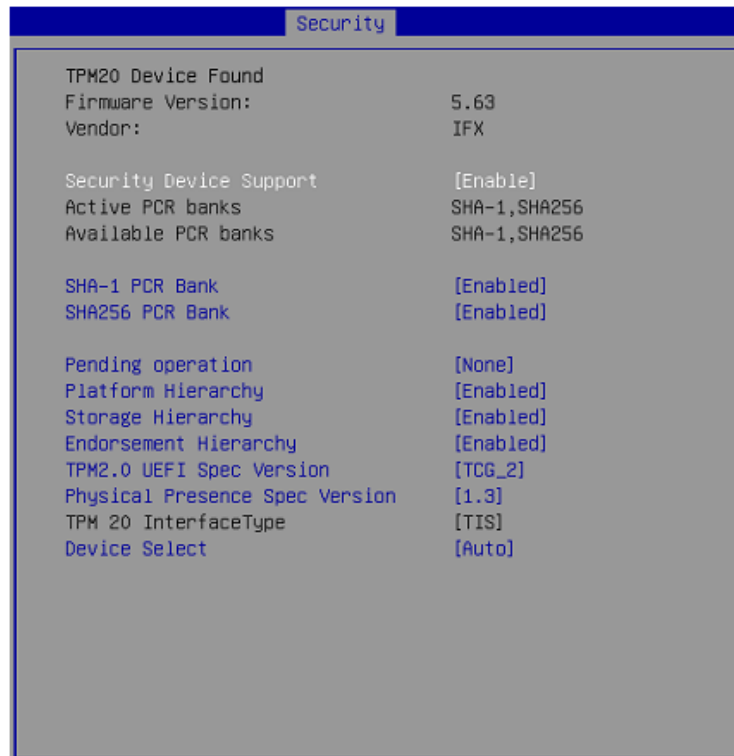 Security
TPM20 Device Found
Firmware Version: 5.63
Vendor: IFX
Security Device Support [Enable]
Active PCR banks SHA-1,SHA256
Available PCR banks SHA-1,SHA256
SHA-1 PCR Bank [Enabled]
SHA256 PCR Bank [Enabled]
Pending operation [None]
Platform Hierarchy [Enabled]
Storage Hierarchy [Enabled]
Endorsement Hierarchy [Enabled]
TPM2.0 UEFI Spec Version [TCG_2]
Physical Presence Spec Version [1.3]
TPM 20 InterfaceType [TIS]
Device Select [Auto]